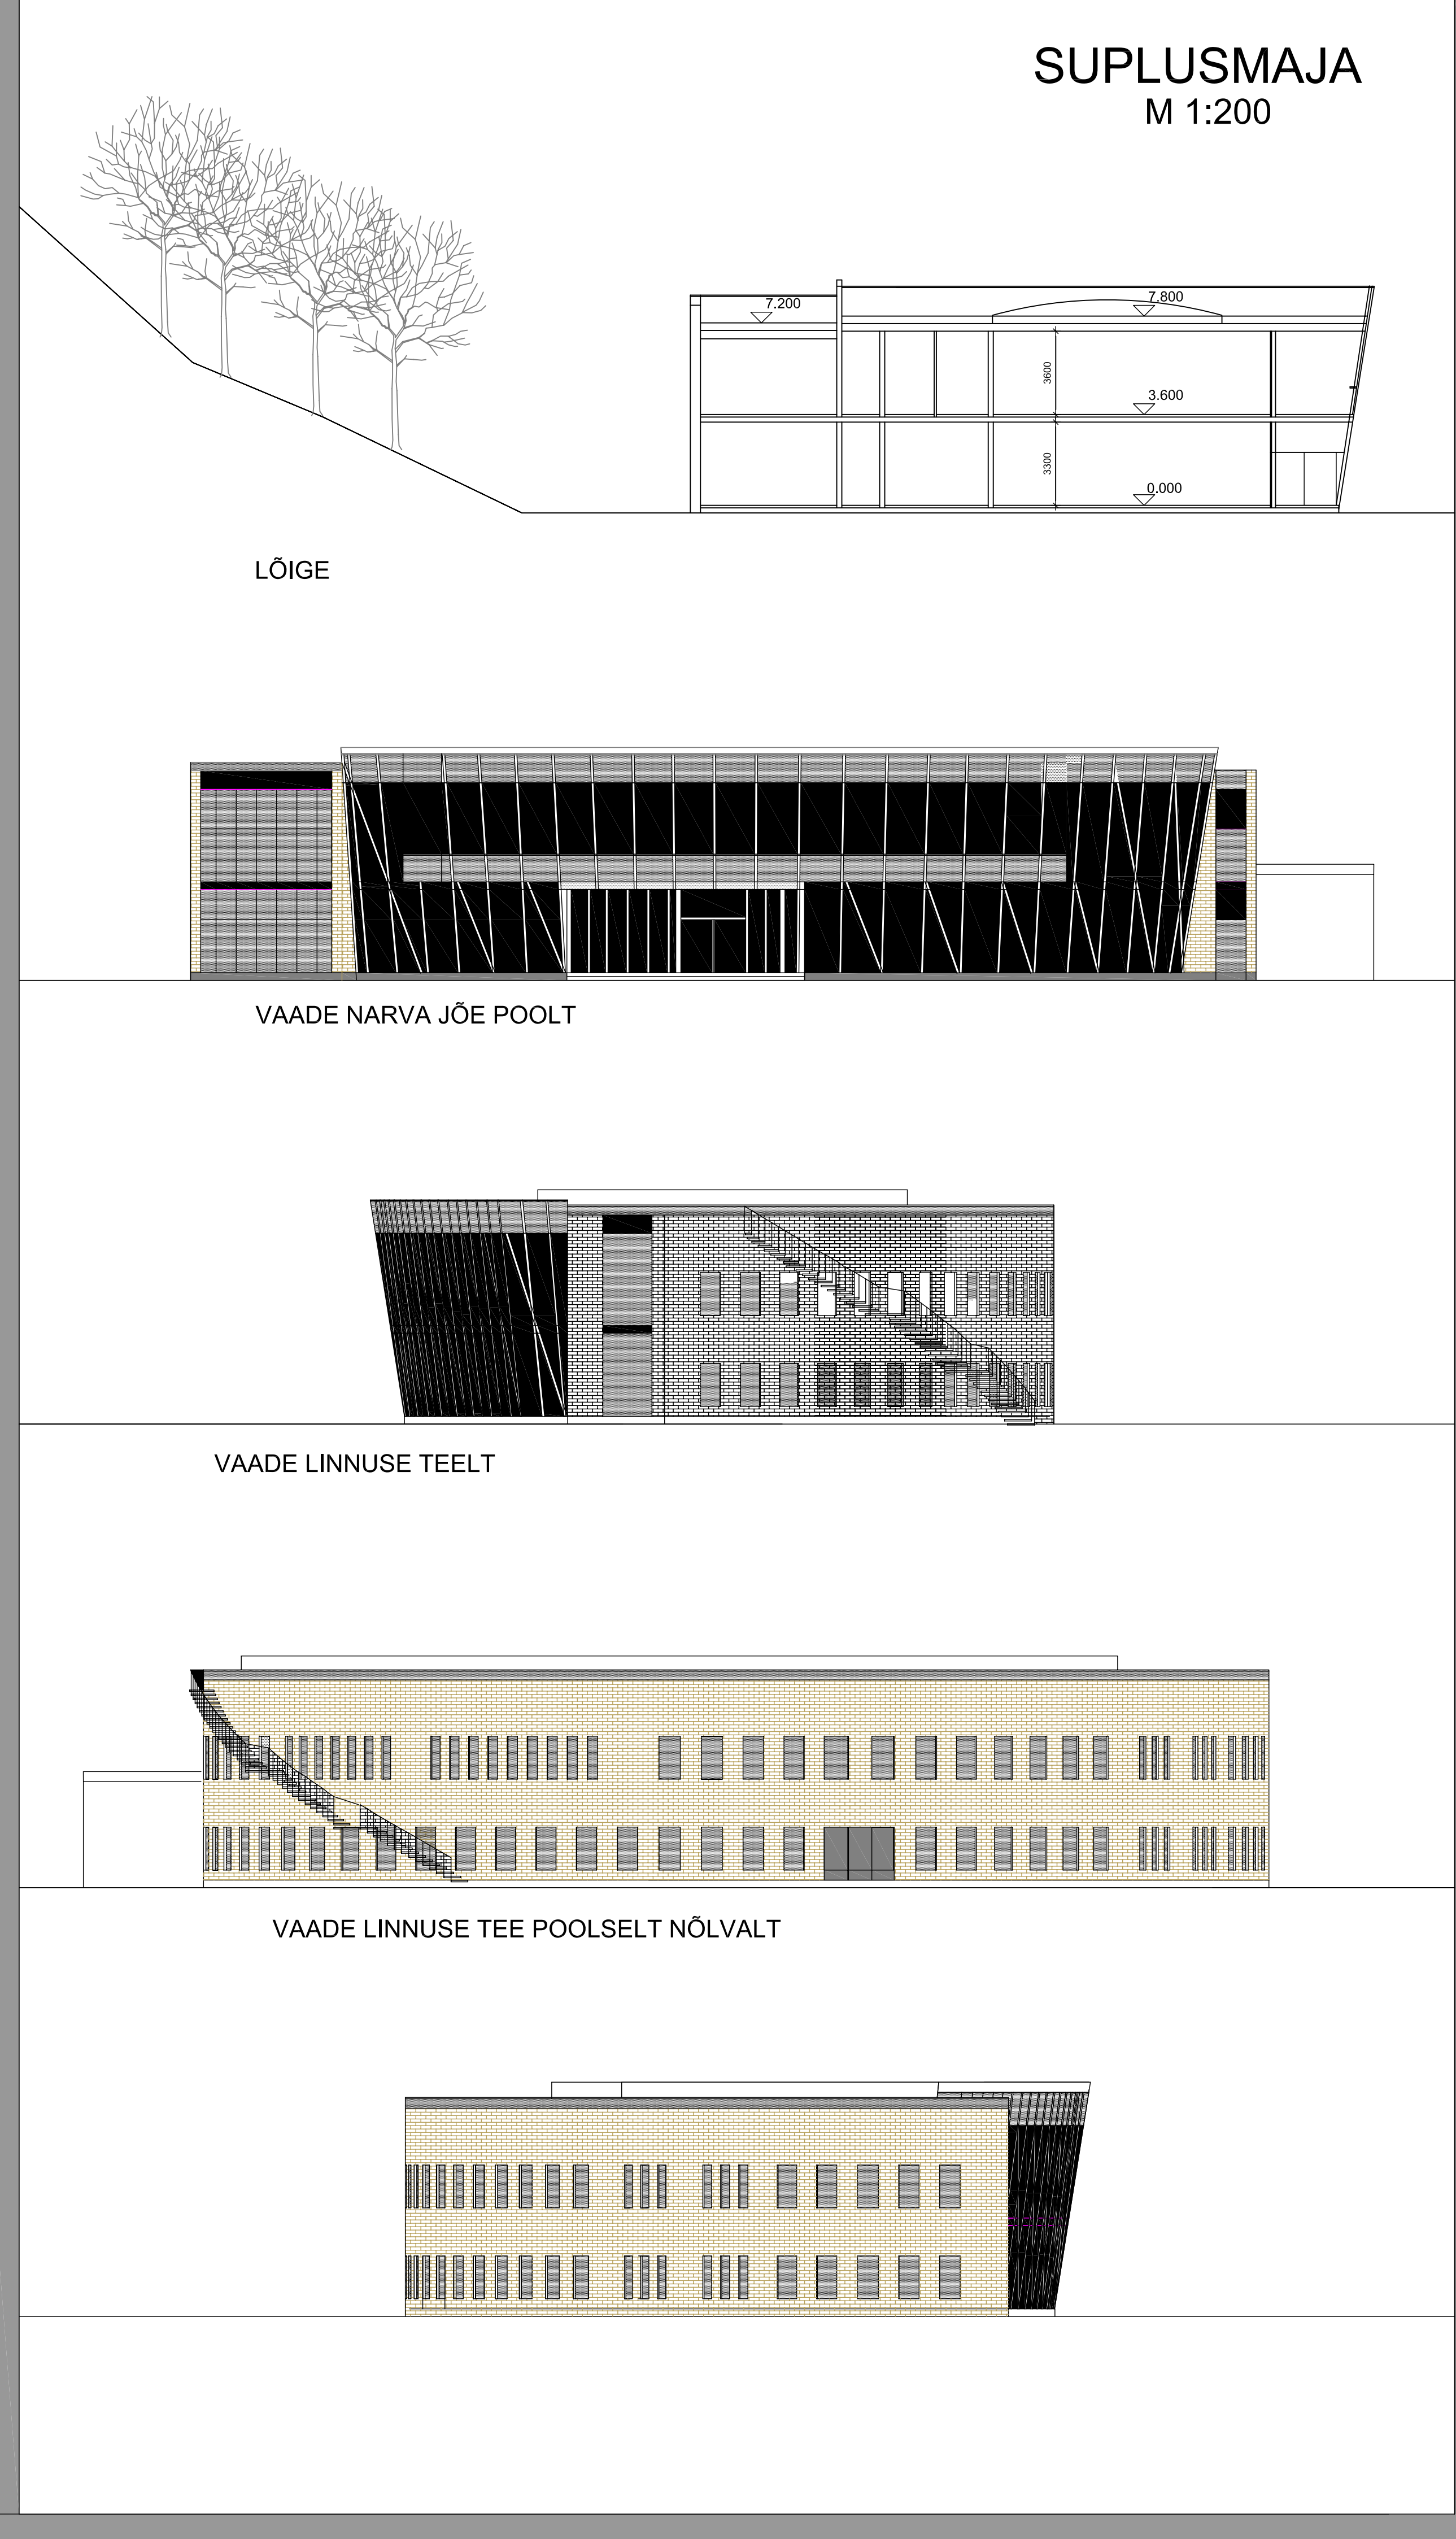 SUPLUSMAJA
M 1:200
7.200
7.800
3600
3.600
3300
0.000
LÕIGE
VAADE NARVA JÕE POOLT
VAADE LINNUSE TEELT
VAADE LINNUSE TEE POOLSELT NÕLVALT